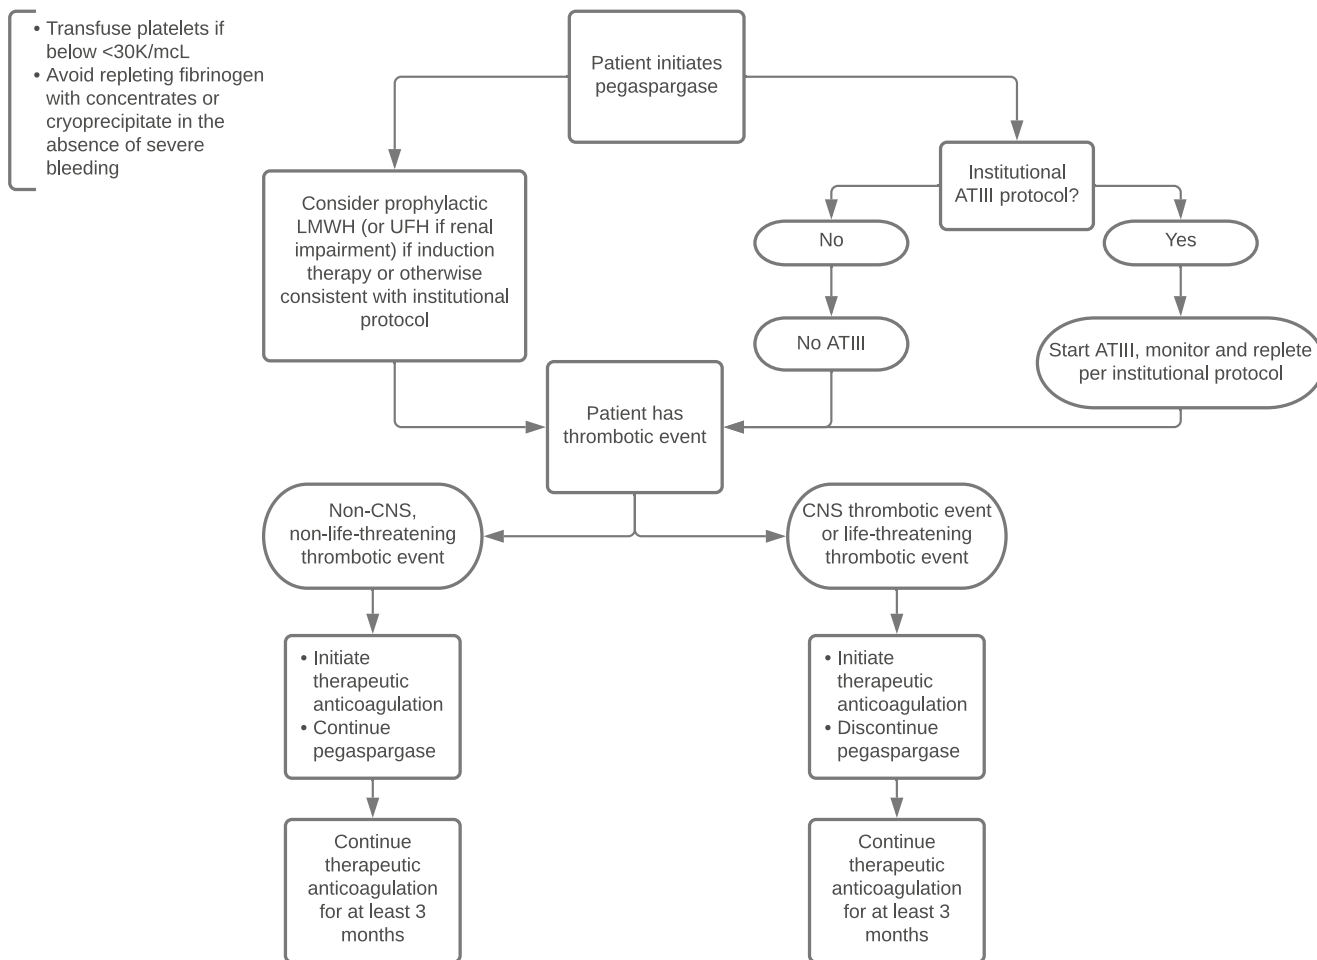 • Transfuse platelets if
below <30K/mcL
• Avoid repleting fibrinogen
with concentrates or
cryoprecipitate in the
absence of severe
bleeding
Patient initiates
pegaspargase
Consider prophylactic
LMWH (or UFH if renal
impairment) if induction
therapy or otherwise
consistent with institutional
protocol
Institutional
ATIII protocol?
No
Yes
No ATIII
Start ATIII, monitor and replete
per institutional protocol
Patient has
thrombotic event
Non-CNS,
non-life-threatening
thrombotic event
CNS thrombotic event
or life-threatening
thrombotic event
• Initiate
therapeutic
anticoagulation
• Continue
pegaspargase
• Initiate
therapeutic
anticoagulation
• Discontinue
pegaspargase
Continue
therapeutic
anticoagulation
for at least 3
months
Continue
therapeutic
anticoagulation
for at least 3
months